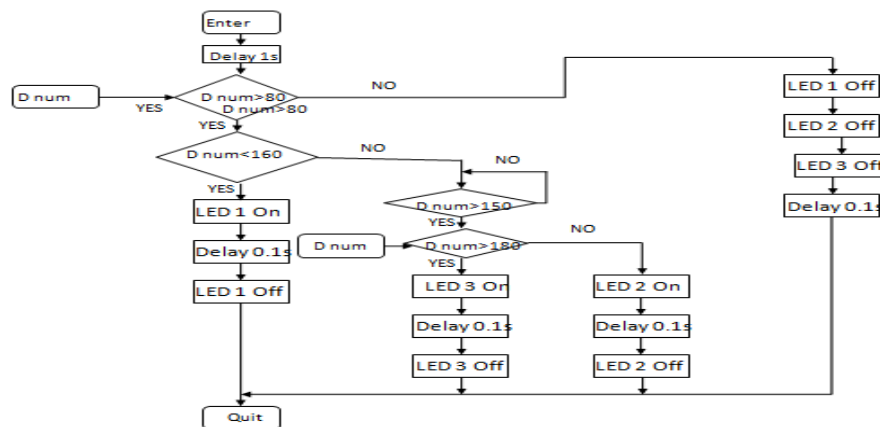 Enter
Delay 1s
D num
YES
D num>80
D num>80
NO
YES
D num<160
NO
YES
LED 1 On
Delay 0.1s
LED 1 Off
NO
D num>150
YES
D num
D num>180
NO
YES
LED 3 On
Delay 0.1s
LED 3 Off
LED 2 On
Delay 0.1s
LED 2 Off
LED 1 Off
LED 2 Off
LED 3 Off
Delay 0.1s
Quit